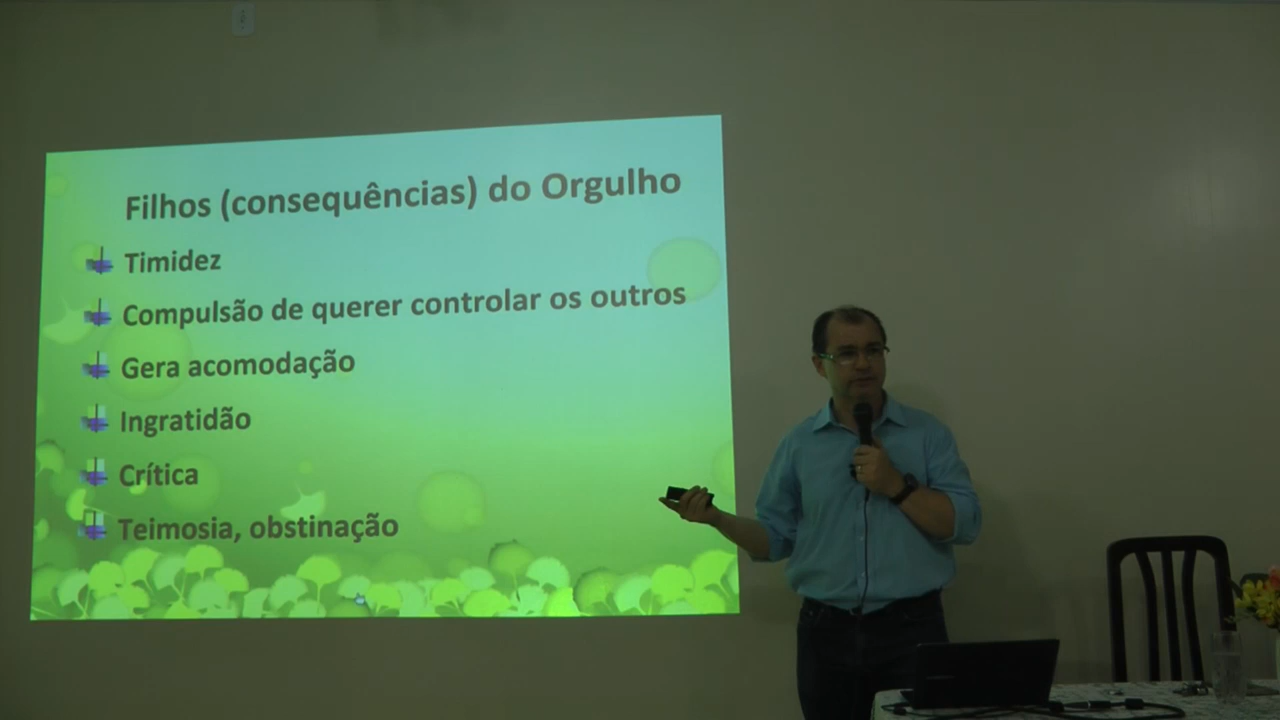 Filhos (consequências) do Orgulho
Timidez
Compulsão de querer controlar os outros
Gera acomodação
Ingratidão
Crítica
Teimosia, obstinação